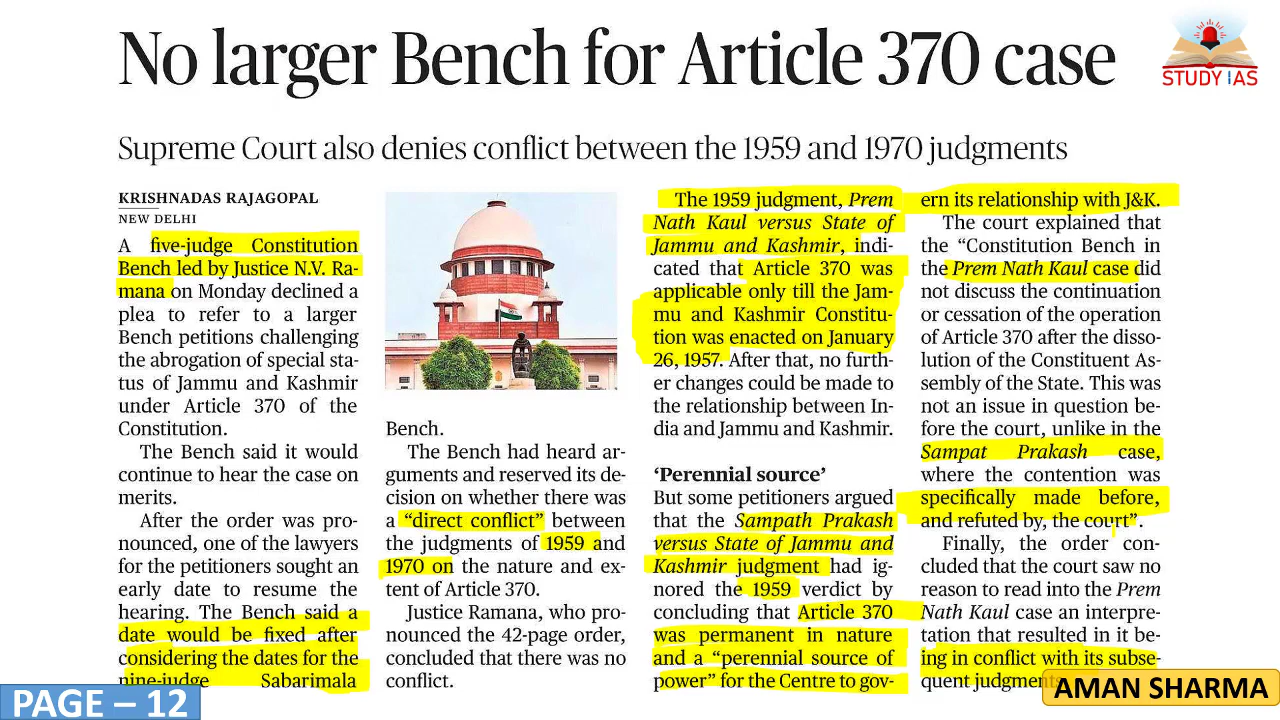 No larger Bench for Article 370 case
STUDY IAS
Supreme Court also denies conflict between the 1959 and 1970 judgments
KRISHNADAS RAJAGOPAL
NEW DELHI
A five-judge Constitution
Bench led by Justice N.V. Ra-
mana on Monday declined a
plea to refer to a larger
Bench petitions challenging
the abrogation of special sta-
tus of Jammu and Kashmir
under Article 370 of the
Constitution.
The Bench said it would
continue to hear the case on
merits.
After the order was pro-
nounced, one of the lawyers
for the petitioners sought an
early date to resume the
hearing. The Bench said a
date would be fixed after
considering the dates for the
nine-judge Sabarimala
Bench.
The Bench had heard ar-
guments and reserved its de-
cision on whether there was
a “direct conflict” between
the judgments of 1959 and
1970 on the nature and ex-
tent of Article 370.
Justice Ramana, who pro-
nounced the 42-page order,
concluded that there was no
conflict.
The 1959 judgment, Prem
Nath Kaul versus State of
Jammu and Kashmir, indi-
cated that Article 370 was
applicable only till the Jam-
mu and Kashmir Constitu-
tion was enacted on January
26, 1957. After that, no furth-
er changes could be made to
the relationship between In-
dia and Jammu and Kashmir.
‘Perennial source’
But some petitioners argued
that the Sampath Prakash
versus State of Jammu and
Kashmir judgment had ig-
nored the 1959 verdict by
concluding that Article 370
was permanent in nature
and a “perennial source of
power” for the Centre to gov-
ern its relationship with J&K.
The court explained that
the “Constitution Bench in
the Prem Nath Kaul case did
not discuss the continuation
or cessation of the operation
of Article 370 after the disso-
lution of the Constituent As-
sembly of the State. This was
not an issue in question be-
fore the court, unlike in the
Sampat Prakash case,
where the contention was
specifically made before,
and refuted by, the court”.
Finally, the order con-
cluded that the court saw no
reason to read into the Prem
Nath Kaul case an interpre-
tation that resulted in it be-
ing in conflict with its subse-
quent judgments
PAGE – 12
AMAN SHARMA